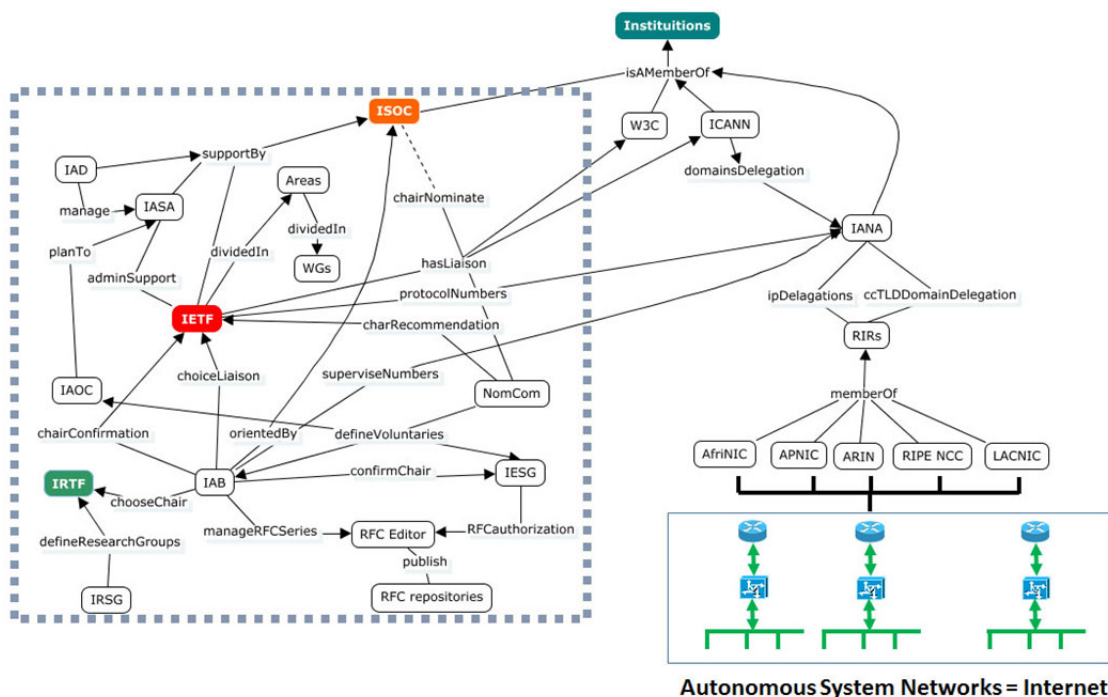 Instituitions
isAMemberOf
ISOC
W3C
ICANN
supportBy
IAD
Areas
domainsDelegation
chairNominate
manage
IASA
dividedIn
IANA
planTo
dividedIn
WGs
hasLiaison
adminSupport
protocolNumbers
ipDelagations
ccTLDDomainDelegation
IETF
charRecommendation
RIRs
choiceLiaison
superviseNumbers
IAOC
NomCom
memberOf
chairConfirmation
orientedBy
defineVoluntaries
AfriNIC
APNIC
ARIN
RIPE NCC
LACNIC
IRTF
IAB
confirmChair
IESG
chooseChair
manageRFCSeries
RFC Editor
RFCauthorization
defineResearchGroups
publish
IRSG
RFC repositories
Autonomous System Networks = Internet